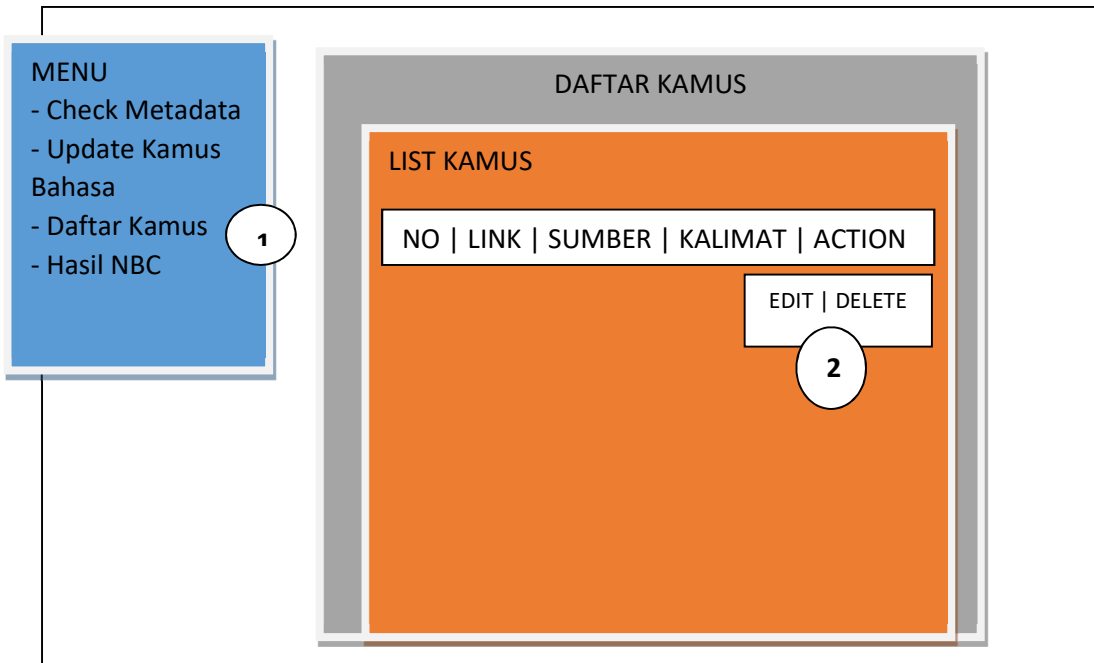 MENU
- Check Metadata
- Update Kamus
Bahasa
- Daftar Kamus
- Hasil NBC
1
DAFTAR KAMUS
LIST KAMUS
NO | LINK | SUMBER | KALIMAT | ACTION
EDIT | DELETE
2